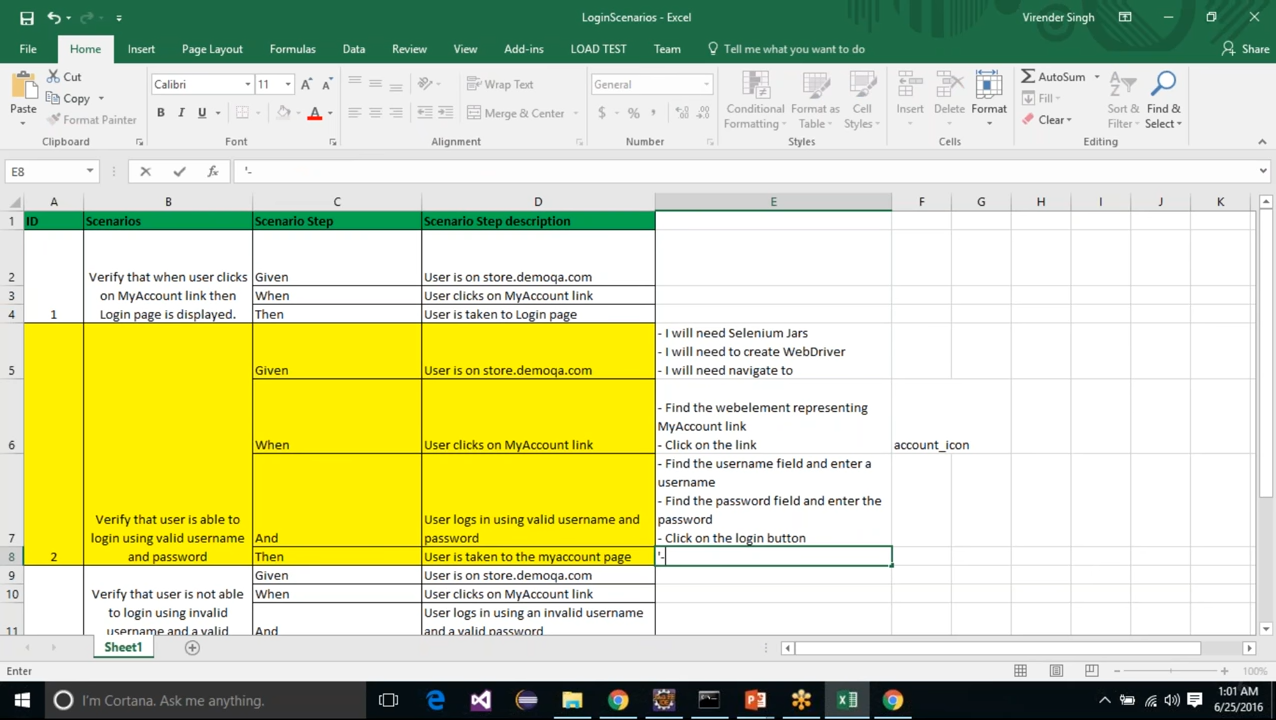 LoginScenarios - Excel
Virender Singh
File Home Insert Page Layout Formulas Data Review View Add-ins LOAD TEST Team Tell me what you want to do Share
Paste
Cut
Copy
Format Painter
Clipboard
Calibri 11
B I U
Font
Wrap Text
Merge & Center
Alignment
General
$ % ,
Number
Conditional Formatting
Format as Table
Cell Styles
Styles
Insert
Delete
Format
Cells
AutoSum
Fill
Clear
Sort & Filter
Find & Select
Editing
E8 '-
A B C D E F G H I J K
1 ID Scenarios Scenario Step Scenario Step description
2 Verify that when user clicks Given User is on store.demoqa.com
3 on MyAccount link then When User clicks on MyAccount link
4 1 Login page is displayed. Then User is taken to Login page
- I will need Selenium Jars
- I will need to create WebDriver
5 Given User is on store.demoqa.com - I will need navigate to
- Find the webelement representing
MyAccount link
6 When User clicks on MyAccount link - Click on the link account_icon
- Find the username field and enter a
username
- Find the password field and enter the
Verify that user is able to User logs in using valid username and password
7 login using valid username And password - Click on the login button
8 2 and password Then User is taken to the myaccount page '-
9 Given User is on store.demoqa.com
10 Verify that user is not able When User clicks on MyAccount link
to login using invalid User logs in using an invalid username
11 username and a valid And and a valid password
Sheet1
Enter
100%
I'm Cortana. Ask me anything.
1:01 AM
6/25/2016